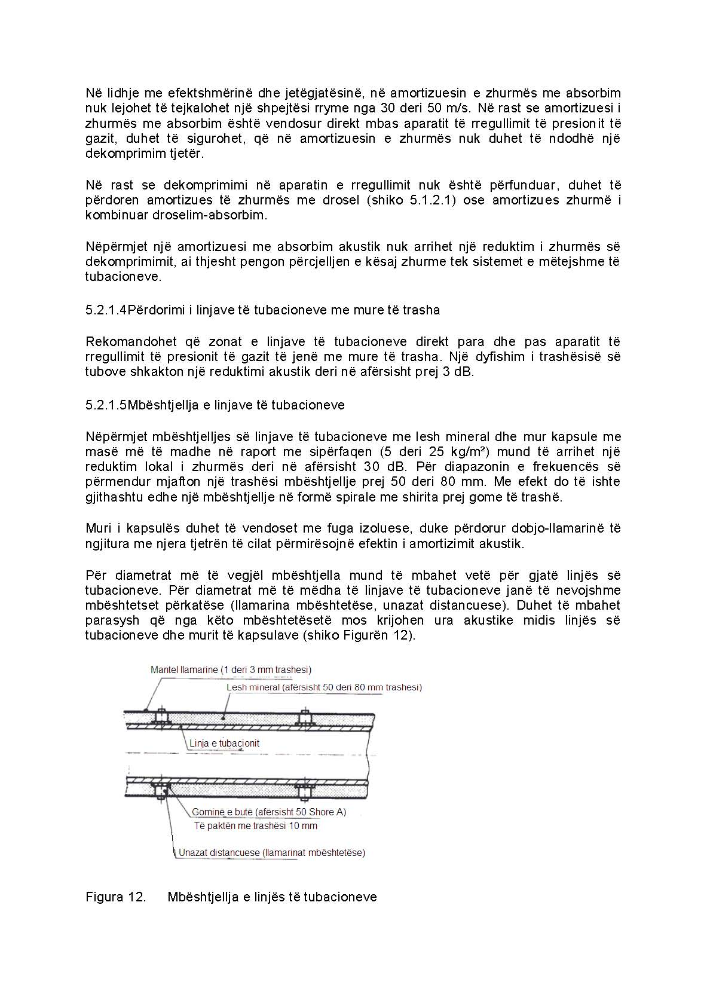 Në lidhje me efektshmërinë dhe jetëgjatësinë, në amortizuesin e zhurmës me absorbim
nuk lejohet të tejkalohet një shpejtësi rryme nga 30 deri 50 m/s. Në rast se amortizuesi i
zhurmës me absorbim është vendosur direkt mbas aparatit të rregullimit të presionit të
gazit, duhet të sigurohet, që në amortizuesin e zhurmës nuk duhet të ndodhë një
dekomprimim tjetër.
Në rast se dekomprimimi në aparatin e rregullimit nuk është përfunduar, duhet të
përdoren amortizues të zhurmës me drosel (shiko 5.1.2.1) ose amortizues zhurmë i
kombinuar droselim-absorbim.
Nëpërmjet një amortizuesi me absorbim akustik nuk arrihet një reduktim i zhurmës së
dekomprimimit, ai thjesht pengon përcjelljen e kësaj zhurme tek sistemet e mëtejshme të
tubacioneve.
5.2.1.4Përdorimi i linjave të tubacioneve me mure të trasha
Rekomandohet që zonat e linjave të tubacioneve direkt para dhe pas aparatit të
rregullimit të presionit të gazit të jenë me mure të trasha. Një dyfishim i trashësisë së
tubove shkakton një reduktimi akustik deri në afërsisht prej 3 dB.
5.2.1.5Mbështjellja e linjave të tubacioneve
Nëpërmjet mbështjelljes së linjave të tubacioneve me lesh mineral dhe mur kapsule me
masë më të madhe në raport me sipërfaqen (5 deri 25 kg/m²) mund të arrihet një
reduktim lokal i zhurmës deri në afërsisht 30 dB. Për diapazonin e frekuencës së
përmendur mjafton një trashësi mbështjellje prej 50 deri 80 mm. Me efekt do të ishte
gjithashtu edhe një mbështjellje në formë spirale me shirita prej gome të trashë.
Muri i kapsulës duhet të vendoset me fuga izoluese, duke përdorur dobjo-llamarinë të
ngjitura me njera tjetrën të cilat përmirësojnë efektin i amortizimit akustik.
Për diametrat më të vegjël mbështjella mund të mbahet vetë për gjatë linjës së
tubacioneve. Për diametrat më të mëdha të linjave të tubacioneve janë të nevojshme
mbështetset përkatëse (llamarina mbështetëse, unazat distancuese). Duhet të mbahet
parasysh që nga këto mbështetësetë mos krijohen ura akustike midis linjës së
tubacioneve dhe murit të kapsulave (shiko Figurën 12).
Mantel llamarine (1 deri 3 mm trashesi)
Lesh mineral (afërsisht 50 deri 80 mm trashesi)
Linja e tubacionit
Gominë e butë (afërsisht 50 Shore A)
Të paktën me trashësi 10 mm
Unazat distancuese (llamarinat mbështetëse)
Figura 12. Mbështjellja e linjës të tubacioneve